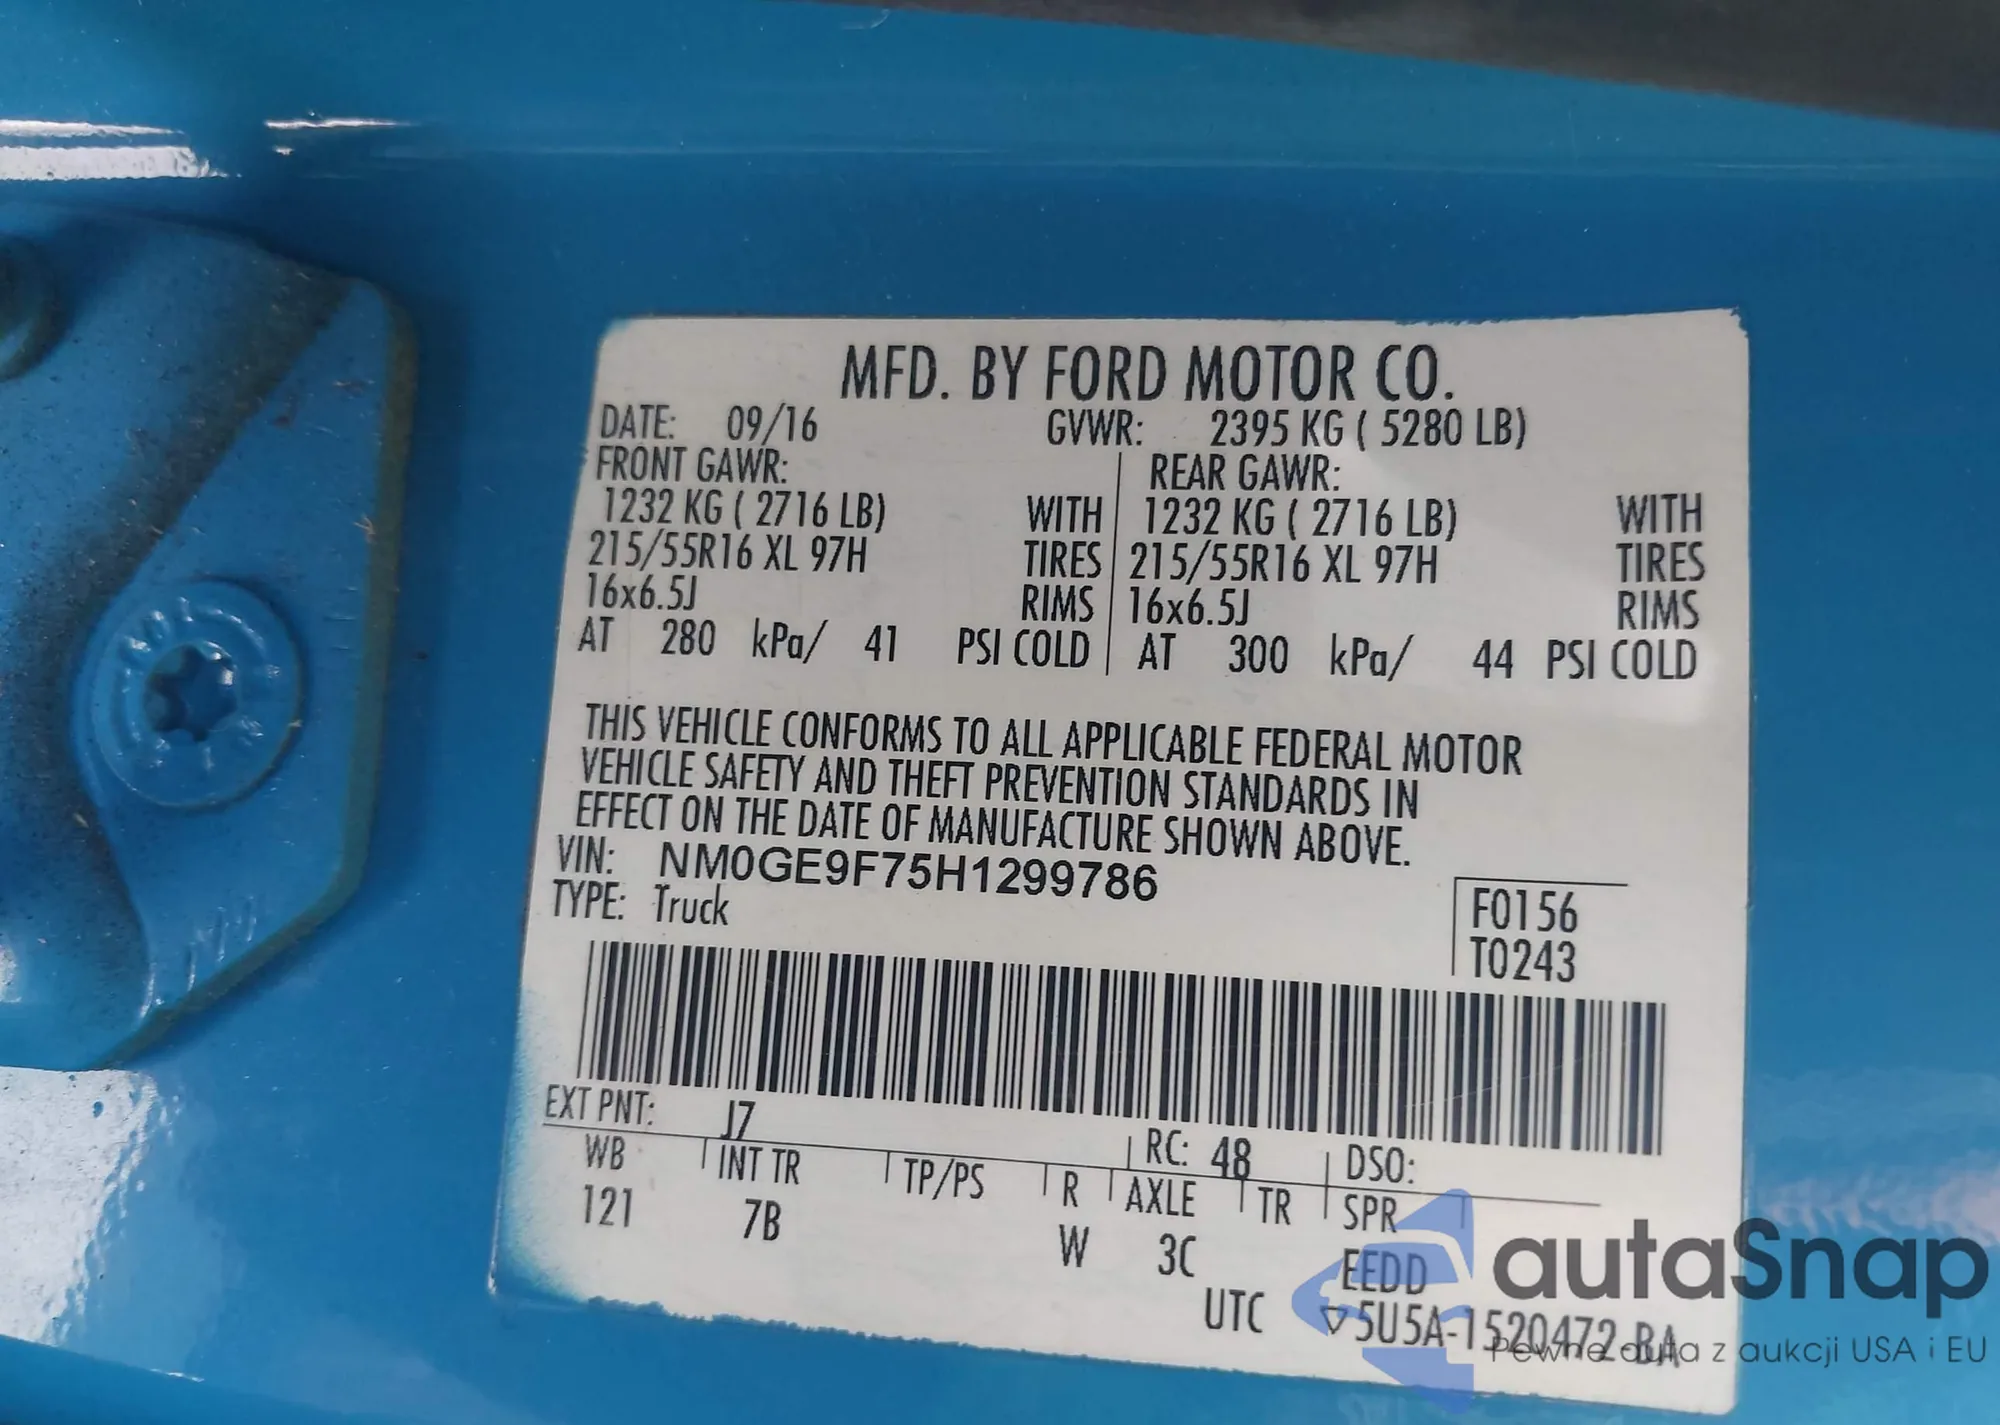 MFD. BY FORD MOTOR CO.
DATE: 09/16 GVWR: 2395 KG ( 5280 LB)
FRONT GAWR: REAR GAWR:
1232 KG ( 2716 LB) WITH 1232 KG ( 2716 LB) WITH
215/55R16 XL 97H TIRES 215/55R16 XL 97H TIRES
16x6.5J RIMS 16x6.5J RIMS
AT 280 kPa/ 41 PSI COLD AT 300 kPa/ 44 PSI COLD
THIS VEHICLE CONFORMS TO ALL APPLICABLE FEDERAL MOTOR
VEHICLE SAFETY AND THEFT PREVENTION STANDARDS IN
EFFECT ON THE DATE OF MANUFACTURE SHOWN ABOVE.
VIN: NM0GE9F75H1299786
TYPE: Truck
F0156
T0243
EXT PNT: J7 RC: 48 DSO:
WB INT TR TP/PS R AXLE TR SPR
121 7B W 3C EEDD
UTC ▽5U5A-1520472-BA
autaSnap
Pewne auta z aukcji USA i EU